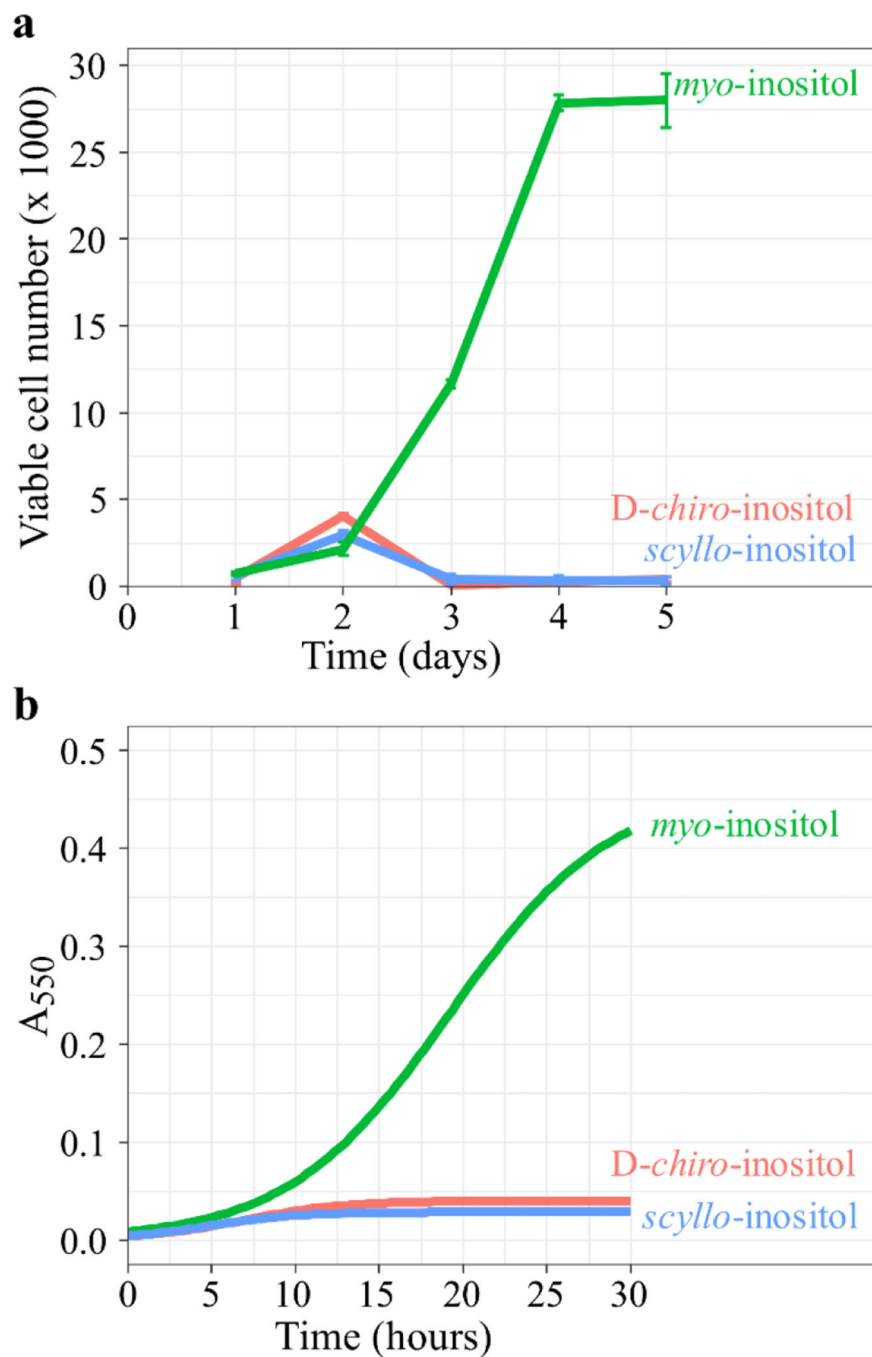 a
Viable cell number (x 1000)
30
25
20
15
10
5
0
myo-inositol
D-chiro-inositol
scyllo-inositol
0 1 2 3 4 5
Time (days)
b
A550
0.5
0.4
0.3
0.2
0.1
0.0
myo-inositol
D-chiro-inositol
scyllo-inositol
0 5 10 15 20 25 30
Time (hours)